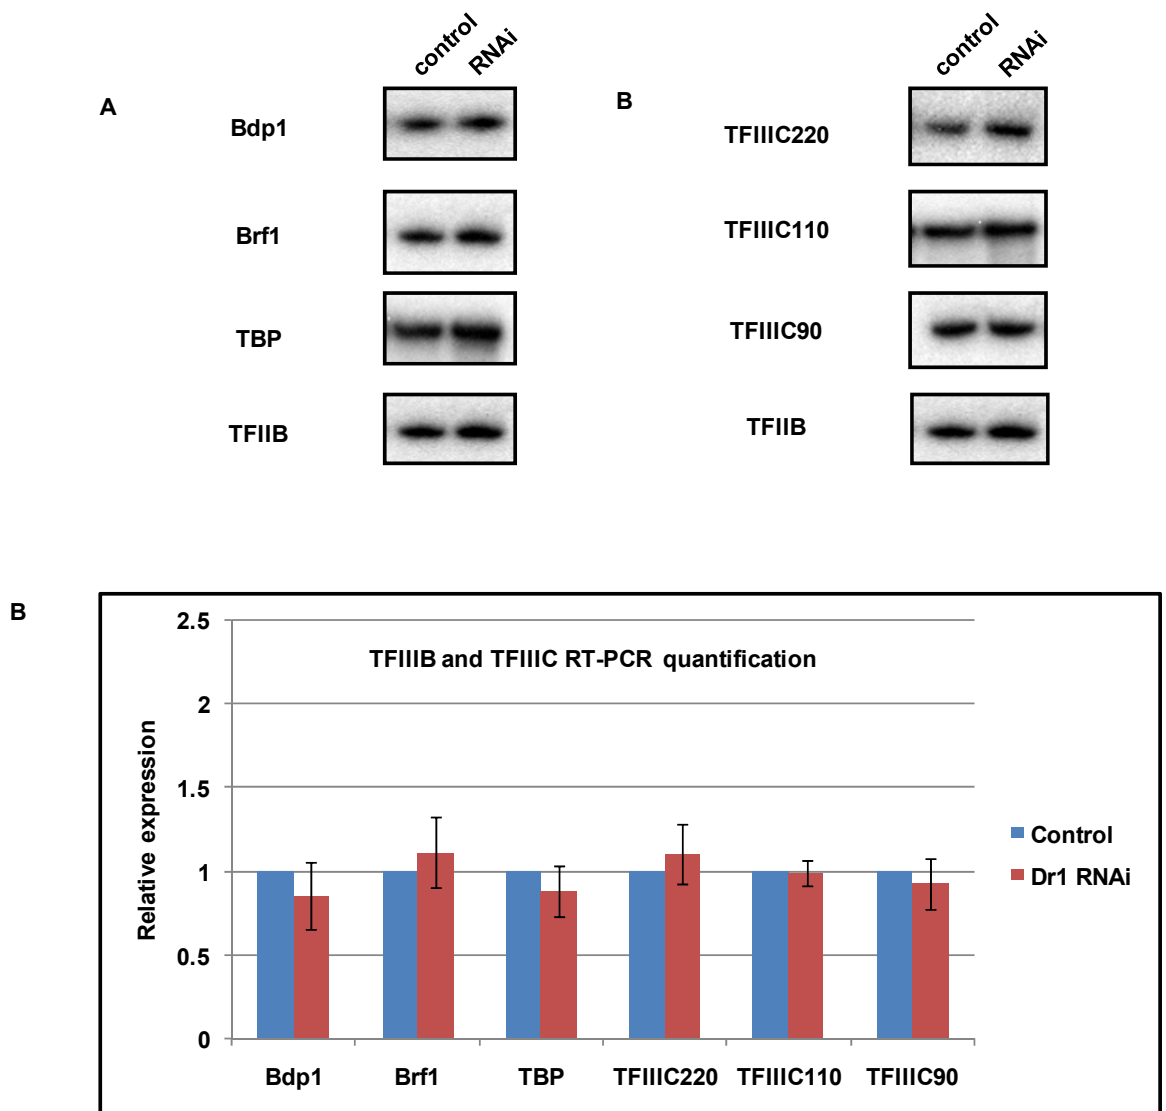 control RNAi
A
Bdp1
Brf1
TBP
TFIIB
control RNAi
B
TFIIIC220
TFIIIC110
TFIIIC90
TFIIB
B
TFIIIB and TFIIIC RT-PCR quantification
Relative expression
2.5
2
1.5
1
0.5
0
Bdp1 Brf1 TBP TFIIIC220 TFIIIC110 TFIIIC90
Control
Dr1 RNAi